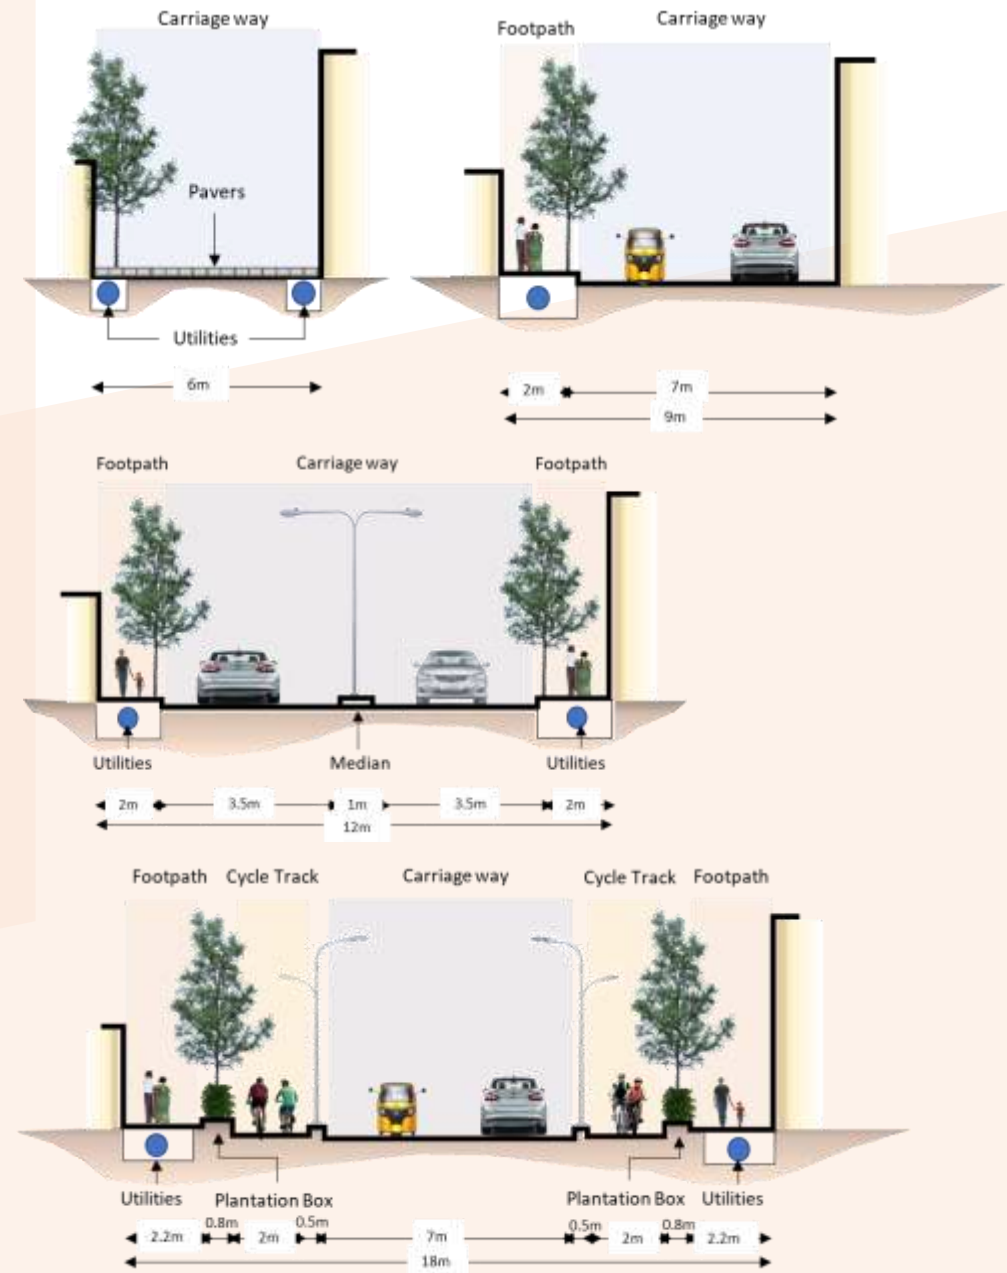 Carriage way
Pavers
Utilities
6m
Footpath Carriage way
2m 7m
9m
Footpath Carriage way Footpath
Utilities Median Utilities
2m 3.5m 1m 3.5m 2m
12m
Footpath Cycle Track Carriage way Cycle Track Footpath
Utilities Plantation Box Plantation Box Utilities
2.2m 0.8m 2m 0.5m 7m 0.5m 2m 0.8m 2.2m
18m